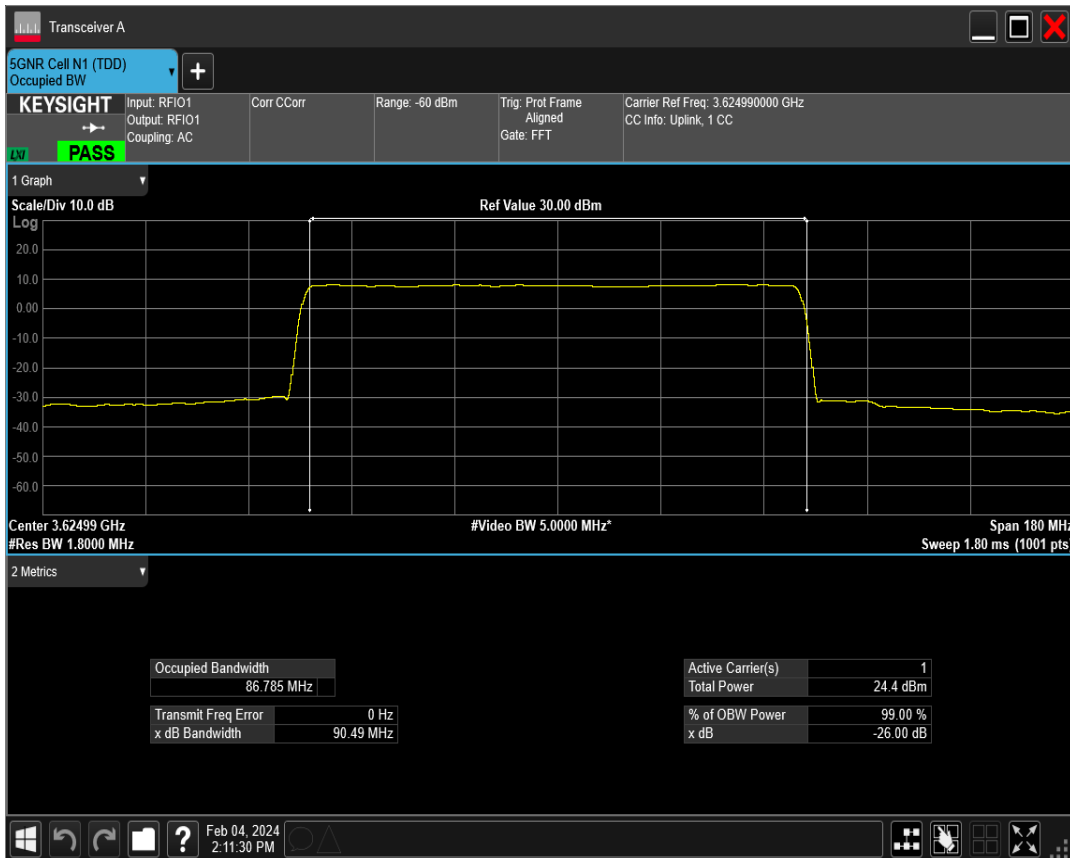 Transceiver A
5GNR Cell N1 (TDD)
Occupied BW
+
KEYSIGHT
LXI
PASS
Input: RFIO1
Output: RFIO1
Coupling: AC
Corr CCorr
Range: -60 dBm
Trig: Prot Frame
Aligned
Gate: FFT
Carrier Ref Freq: 3.624990000 GHz
CC Info: Uplink, 1 CC
1 Graph
Scale/Div 10.0 dB
Ref Value 30.00 dBm
Log
20.0
10.0
0.00
-10.0
-20.0
-30.0
-40.0
-50.0
-60.0
Center 3.62499 GHz
#Video BW 5.0000 MHz*
Span 180 MHz
#Res BW 1.8000 MHz
Sweep 1.80 ms (1001 pts)
2 Metrics
Occupied Bandwidth
86.785 MHz
Transmit Freq Error 0 Hz
x dB Bandwidth 90.49 MHz
Active Carrier(s) 1
Total Power 24.4 dBm
% of OBW Power 99.00 %
x dB -26.00 dB
?
Feb 04, 2024
2:11:30 PM